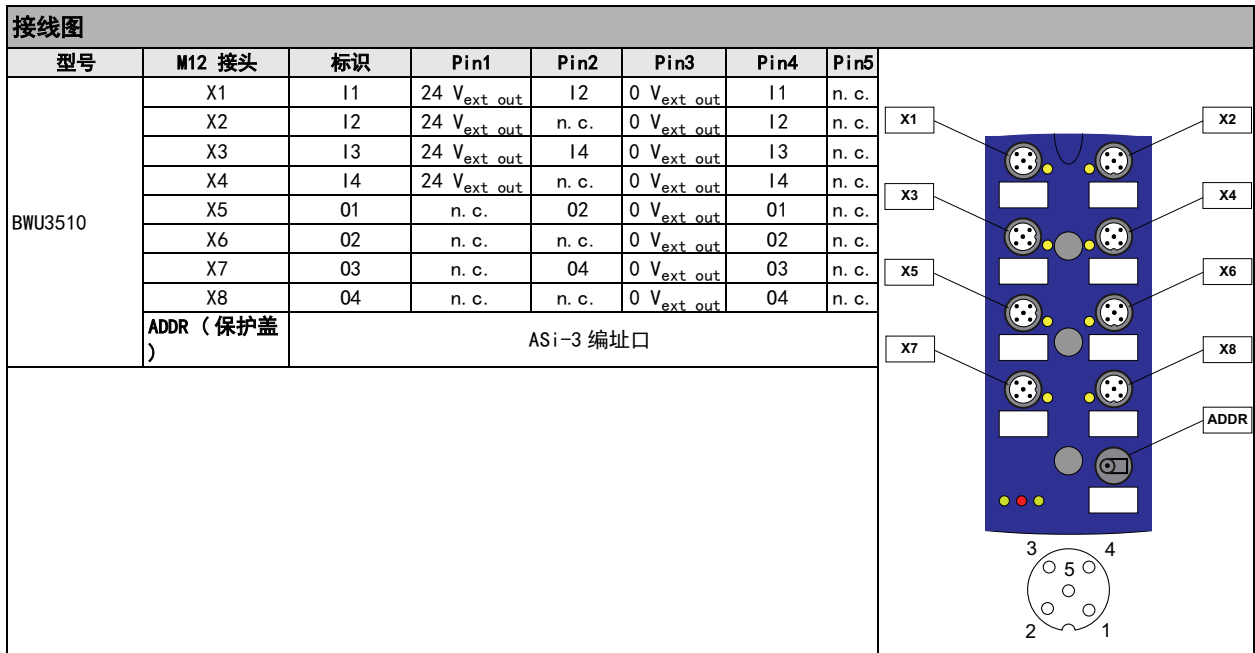 接线图
型号 M12 接头 标识 Pin1 Pin2 Pin3 Pin4 Pin5
BWU3510
X1 I1 24 Vext out I2 0 Vext out I1 n.c.
X2 I2 24 Vext out n.c. 0 Vext out I2 n.c.
X3 I3 24 Vext out I4 0 Vext out I3 n.c.
X4 I4 24 Vext out n.c. 0 Vext out I4 n.c.
X5 O1 n.c. O2 0 Vext out O1 n.c.
X6 O2 n.c. n.c. 0 Vext out O2 n.c.
X7 O3 n.c. O4 0 Vext out O3 n.c.
X8 O4 n.c. n.c. 0 Vext out O4 n.c.
ADDR (保护盖
)
ASi-3 编址口
X1 X2
X3 X4
X5 X6
X7 X8
ADDR
3 4
5
2 1